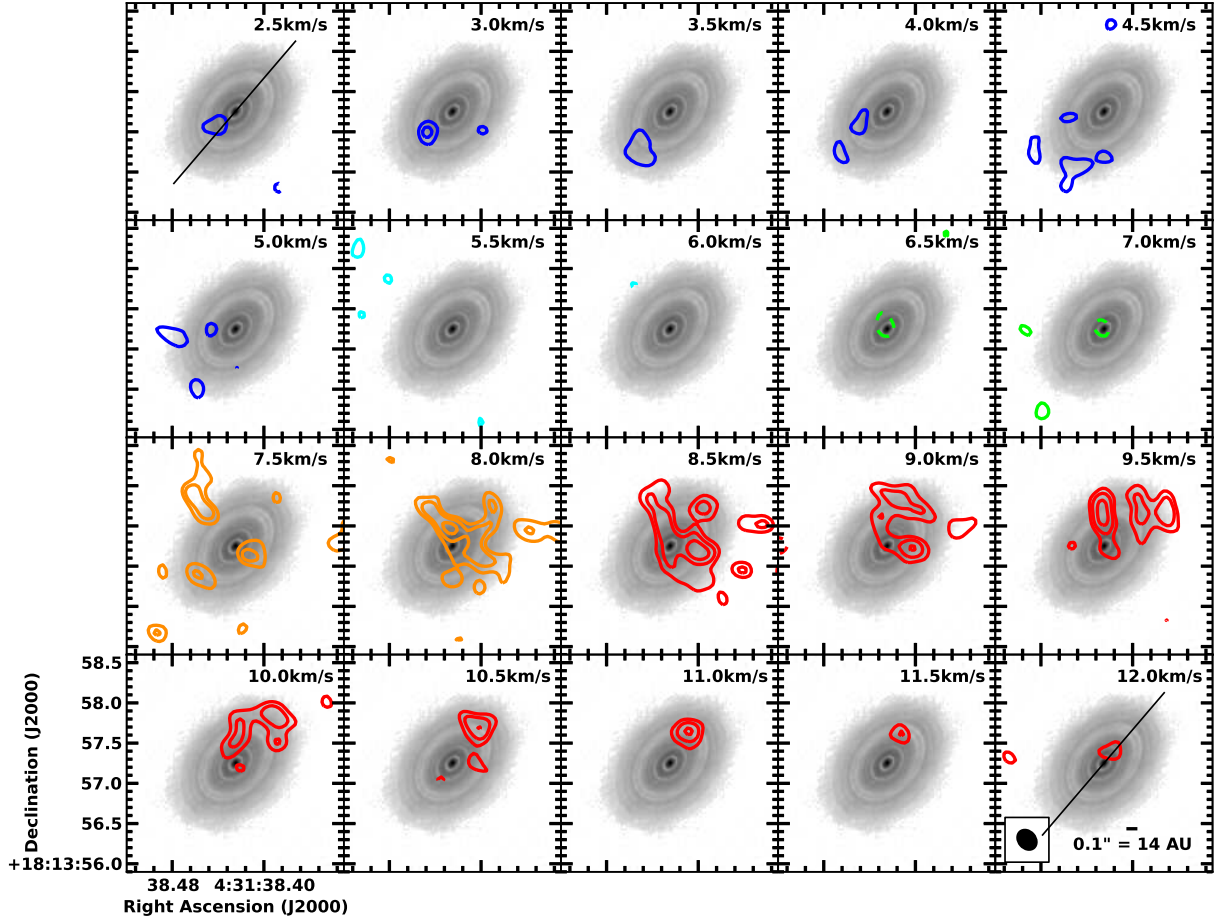 2.5km/s 3.0km/s 3.5km/s 4.0km/s 4.5km/s
5.0km/s 5.5km/s 6.0km/s 6.5km/s 7.0km/s
7.5km/s 8.0km/s 8.5km/s 9.0km/s 9.5km/s
10.0km/s 10.5km/s 11.0km/s 11.5km/s 12.0km/s
58.5
58.0
57.5
57.0
56.5
+18:13:56.0
Declination (J2000)
0.1" = 14 AU
38.48 4:31:38.40
Right Ascension (J2000)